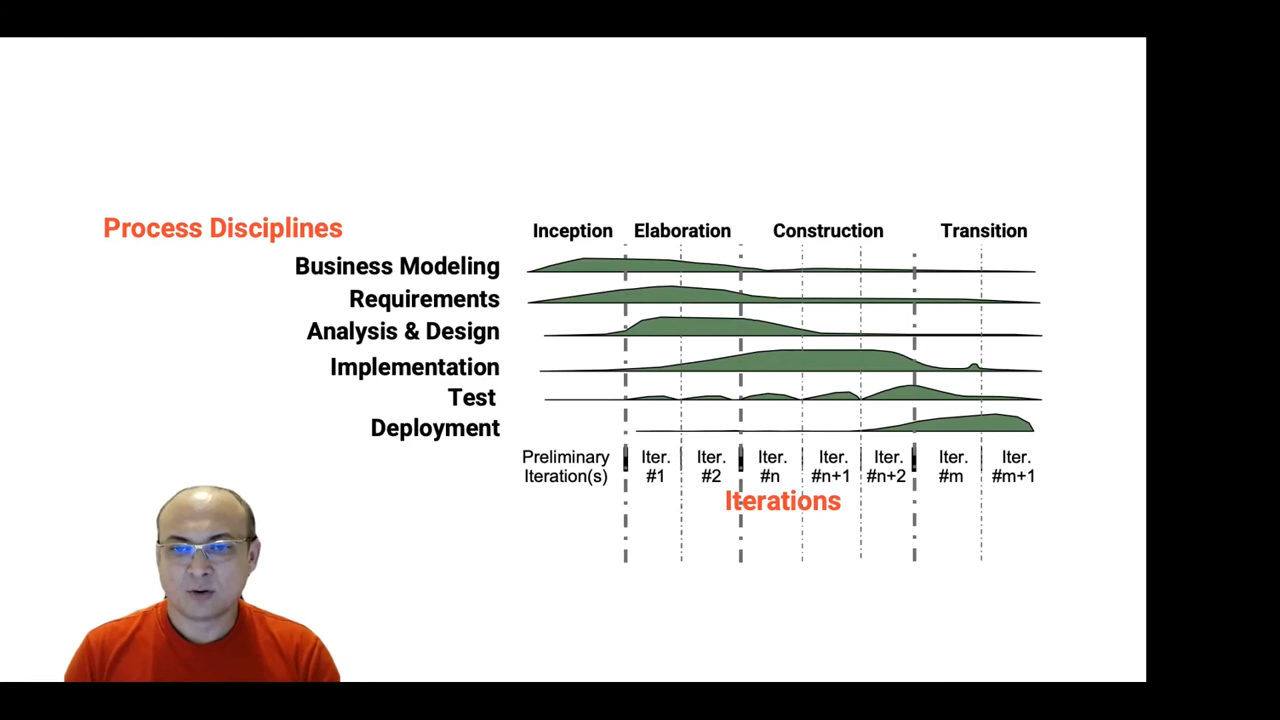 Process Disciplines
Inception Elaboration Construction Transition
Business Modeling
Requirements
Analysis & Design
Implementation
Test
Deployment
Preliminary Iter. Iter. Iter. Iter. Iter. Iter. Iter.
Iteration(s) #1 #2 #n #n+1 #n+2 #m #m+1
Iterations